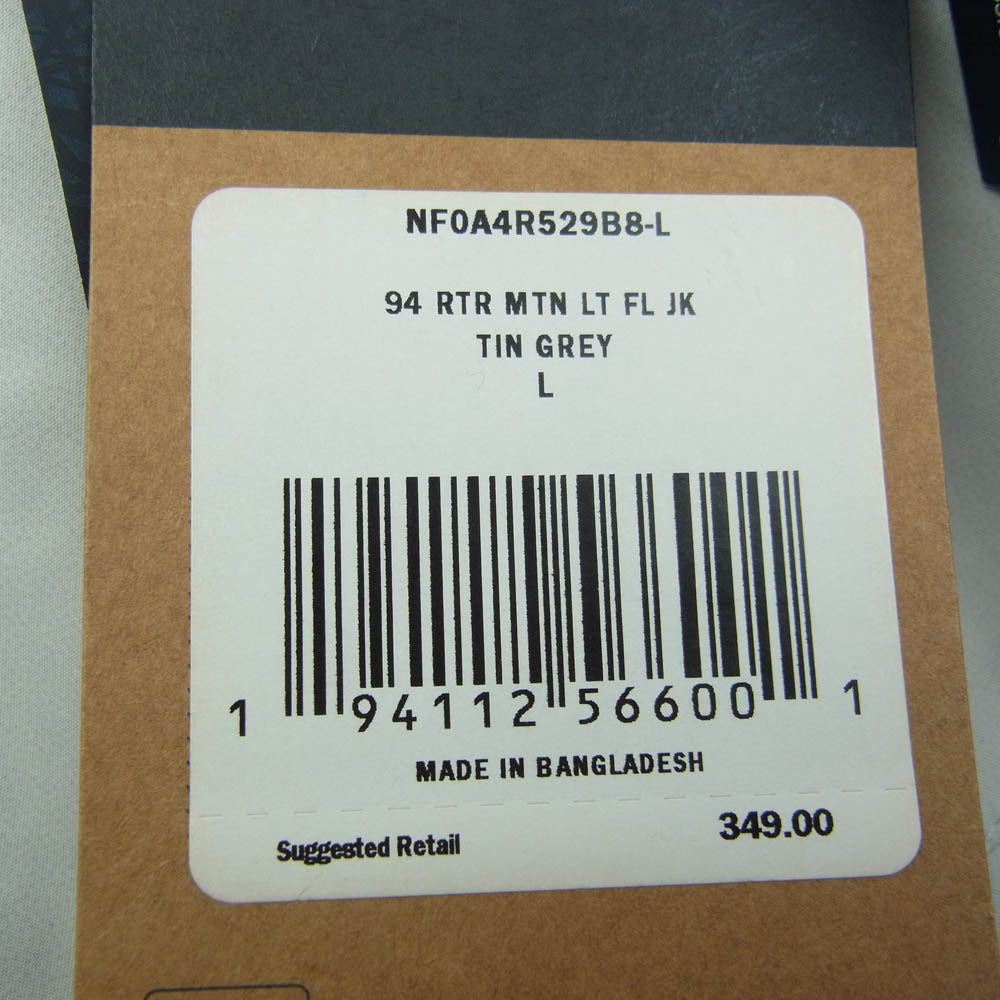 NF0A4R529B8-L
94 RTR MTN LT FL JK
TIN GREY
L
1 94112 56600 1
MADE IN BANGLADESH
Suggested Retail 349.00